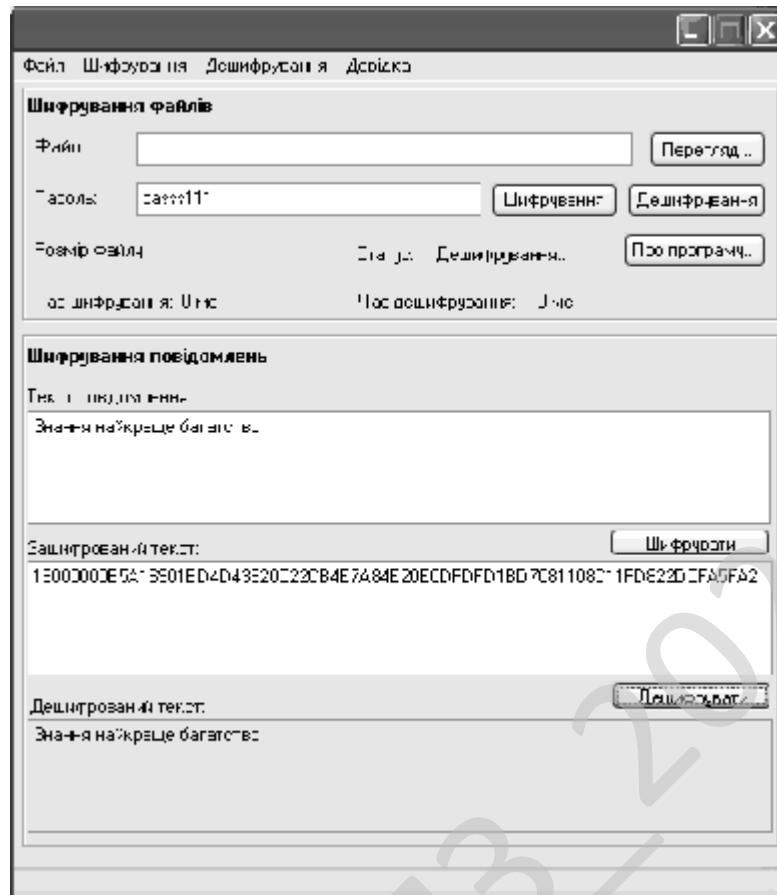 Файл Шифрування Дешифрування Довідка
Шифрування файлів
Файл
Перегляд...
Пароль:
Шифрування
Дешифрування
Розмір файлу
Статус: Дешифрування...
Про програму...
Час шифрування: 0 мс
Час дешифрування: 0 мс
Шифрування повідомлень
Текст повідомлення
Знання найкраще багатство
Зашифрований текст:
Шифрувати
Дешифрований текст:
Дешифрувати
Знання найкраще багатство